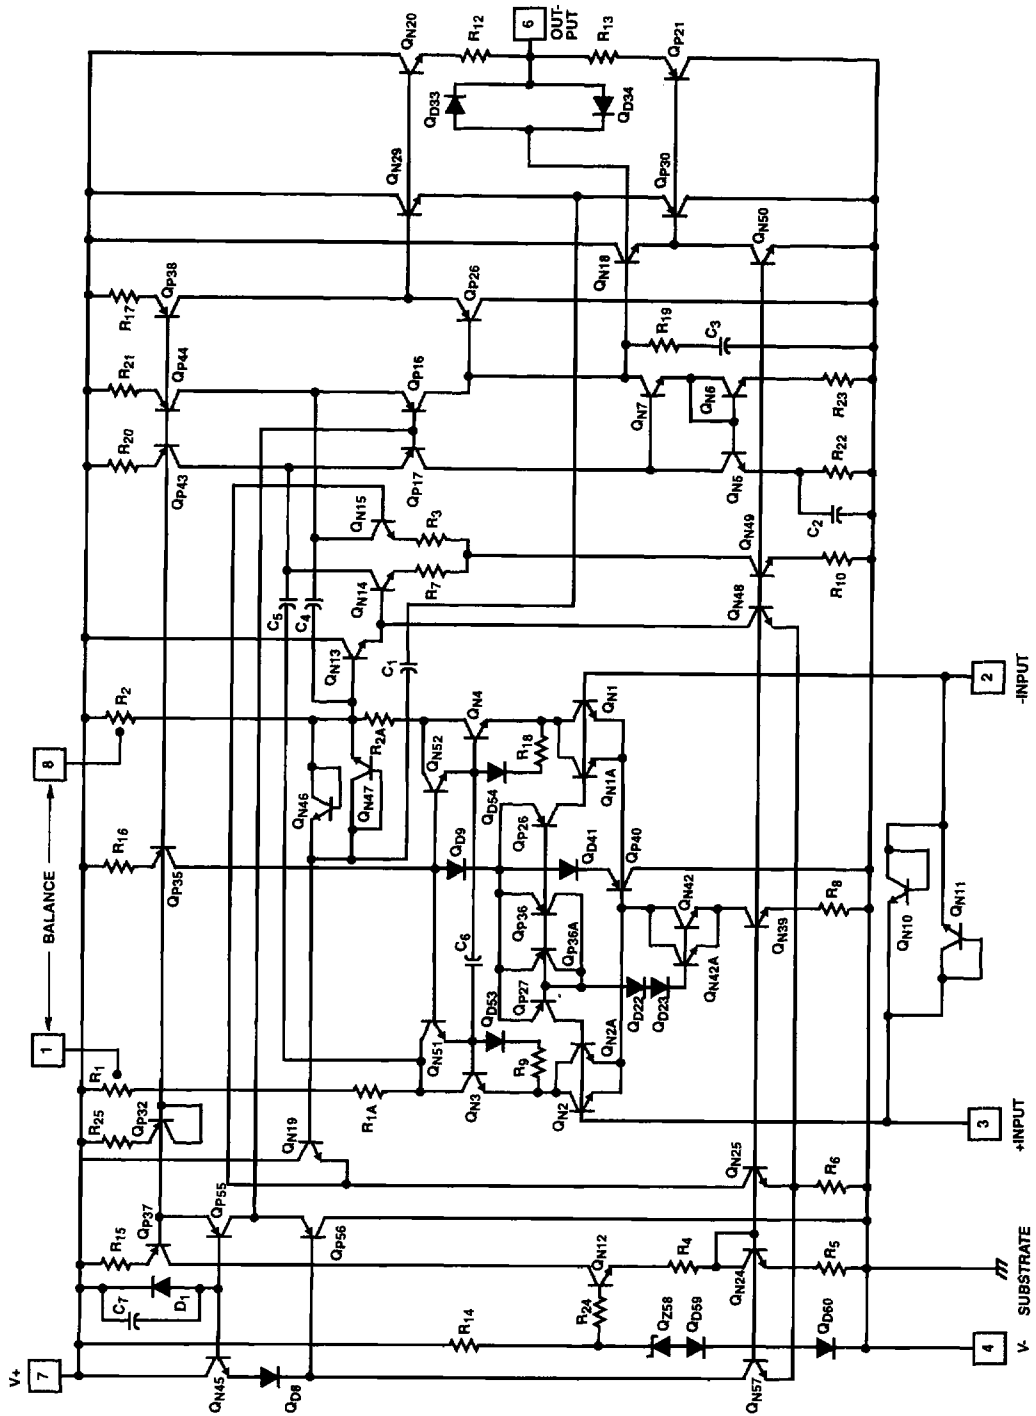 V+
7
1
BALANCE
8
R15
R25
R1
R16
R2
R20
R21
R17
C7
D1
QP37
QP32
QP35
QP43
QP44
QP38
QN45
QP55
QD8
QP56
QN19
QN46
QN47
R1A
R2A
QN13
C5
C4
C1
QN14
QN15
R7
R3
QP17
QP16
QP26
QN29
QN20
R12
QD33
QD34
6
OUT-
PUT
R13
QP21
QP30
QN18
QN50
R14
QN51
QN52
QD9
QN3
QN4
C6
QD53
QD54
R9
R18
QP27
QP36
QP36A
QP26
QD41
QP40
QN2
QN2A
QN1A
QN1
QD22
QD23
QN42
QN42A
QN39
R8
QN12
R24
R4
QZ58
QD59
QD60
QN24
R5
QN57
QN25
R6
QN48
QN49
R10
C2
QN5
QN6
QN7
R22
R23
R19
C3
QN10
QN11
4
V-
SUBSTRATE
3
+INPUT
2
-INPUT